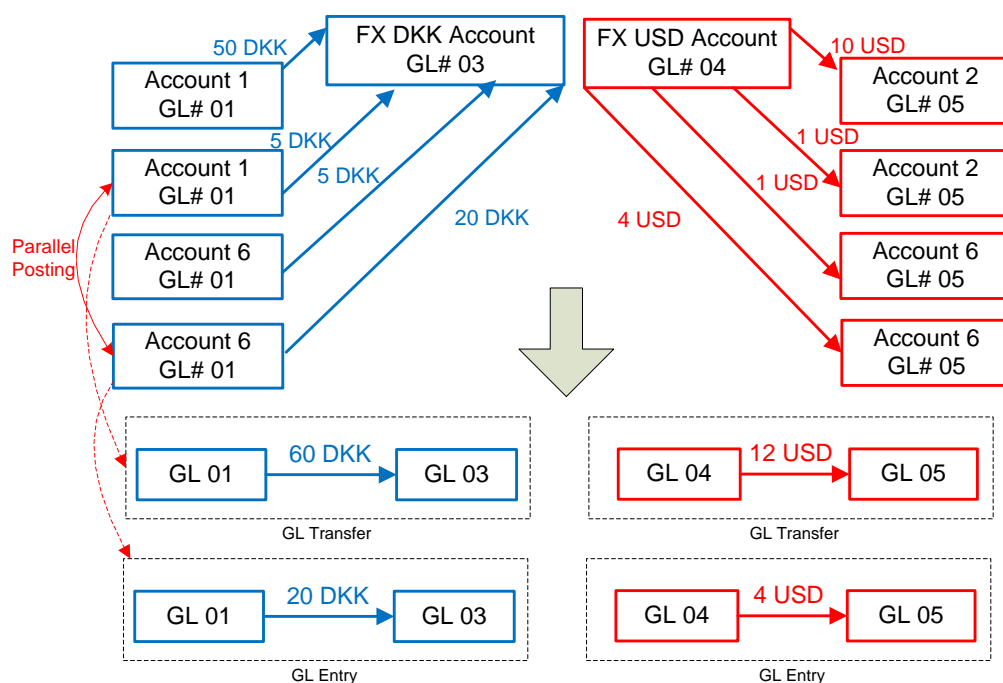 50 DKK
FX DKK Account
GL# 03
FX USD Account
GL# 04
10 USD
Account 1
GL# 01
Account 2
GL# 05
5 DKK
1 USD
Account 1
GL# 01
5 DKK
1 USD
Account 2
GL# 05
20 DKK
4 USD
Parallel
Posting
Account 6
GL# 01
Account 6
GL# 05
Account 6
GL# 01
Account 6
GL# 05
GL 01
60 DKK
GL 03
GL 04
12 USD
GL 05
GL Transfer
GL Transfer
GL 01
20 DKK
GL 03
GL 04
4 USD
GL 05
GL Entry
GL Entry